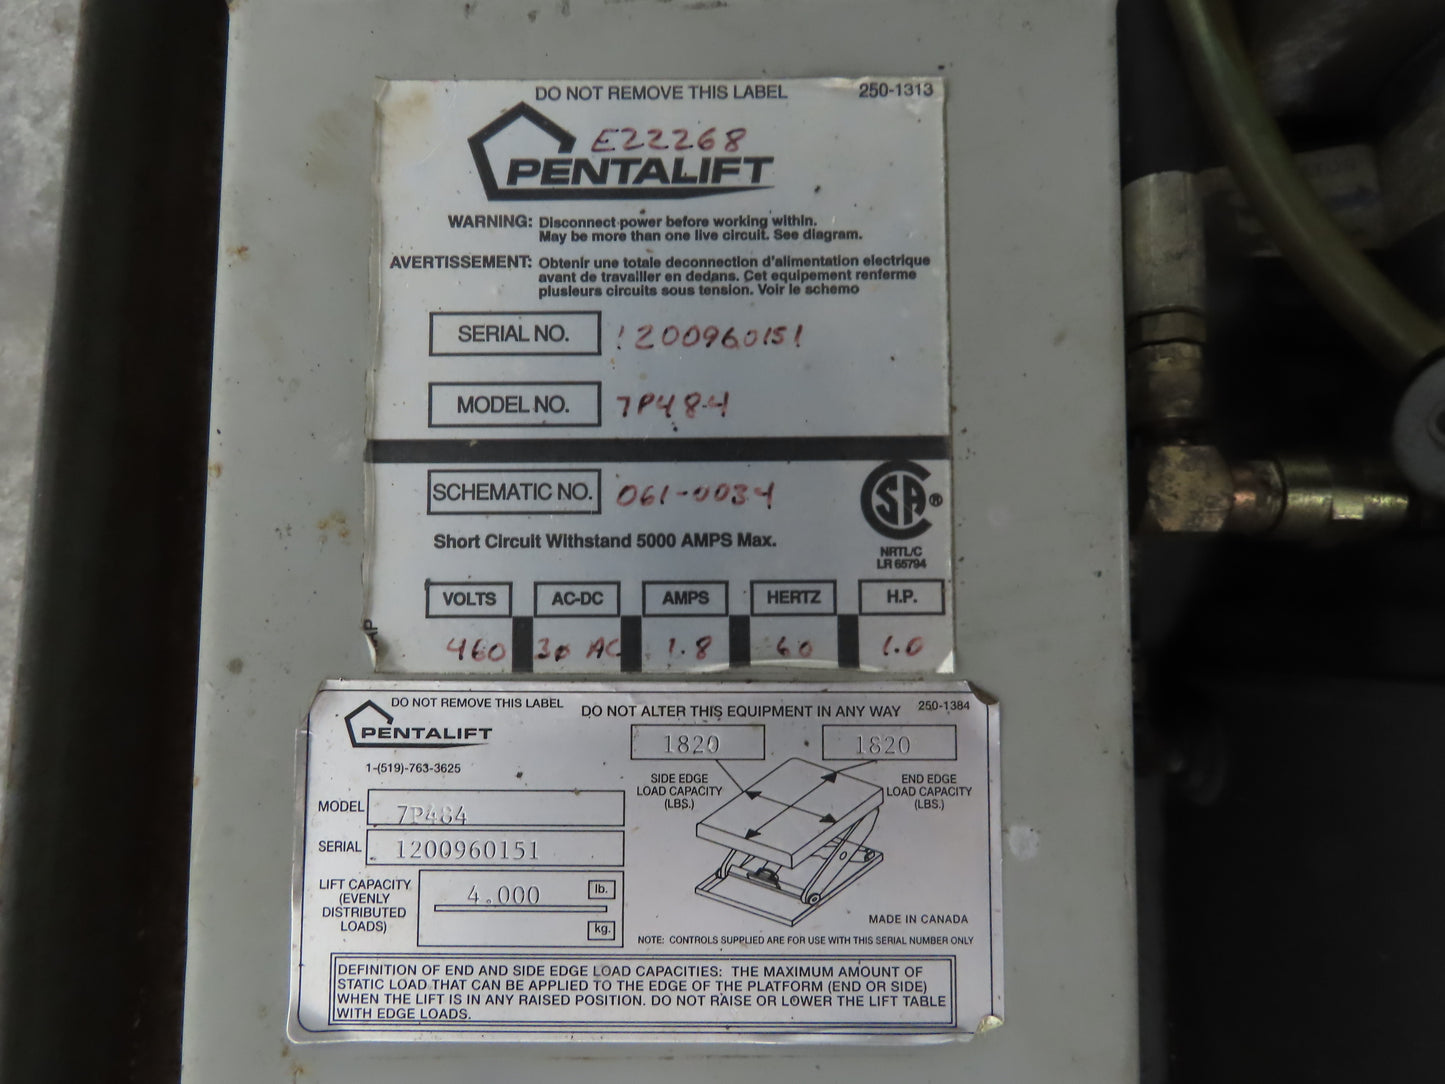 DO NOT REMOVE THIS LABEL 250-1313
E22268
PENTALIFT
WARNING: Disconnect power before working within.
May be more than one live circuit. See diagram.
AVERTISSEMENT: Obtenir une totale deconnection d'alimentation electrique
avant de travailler en dedans. Cet equipement renferme
plusieurs circuits sous tension. Voir le schemo
SERIAL NO. 1200960151
MODEL NO. 7P484
SCHEMATIC NO. 061-0034
CSA ®
Short Circuit Withstand 5000 AMPS Max.
NRTL/C
LR 65794
VOLTS AC-DC AMPS HERTZ H.P.
460 3ø AC 1.8 60 1.0
DO NOT REMOVE THIS LABEL DO NOT ALTER THIS EQUIPMENT IN ANY WAY 250-1384
PENTALIFT
1820 1820
1-(519)-763-3625
SIDE EDGE
LOAD CAPACITY
(LBS.)
END EDGE
LOAD CAPACITY
(LBS.)
MODEL 7P484
SERIAL 1200960151
LIFT CAPACITY
(EVENLY
DISTRIBUTED
LOADS)
4.000 lb.
kg.
MADE IN CANADA
NOTE: CONTROLS SUPPLIED ARE FOR USE WITH THIS SERIAL NUMBER ONLY
DEFINITION OF END AND SIDE EDGE LOAD CAPACITIES: THE MAXIMUM AMOUNT OF
STATIC LOAD THAT CAN BE APPLIED TO THE EDGE OF THE PLATFORM (END OR SIDE)
WHEN THE LIFT IS IN ANY RAISED POSITION. DO NOT RAISE OR LOWER THE LIFT TABLE
WITH EDGE LOADS.